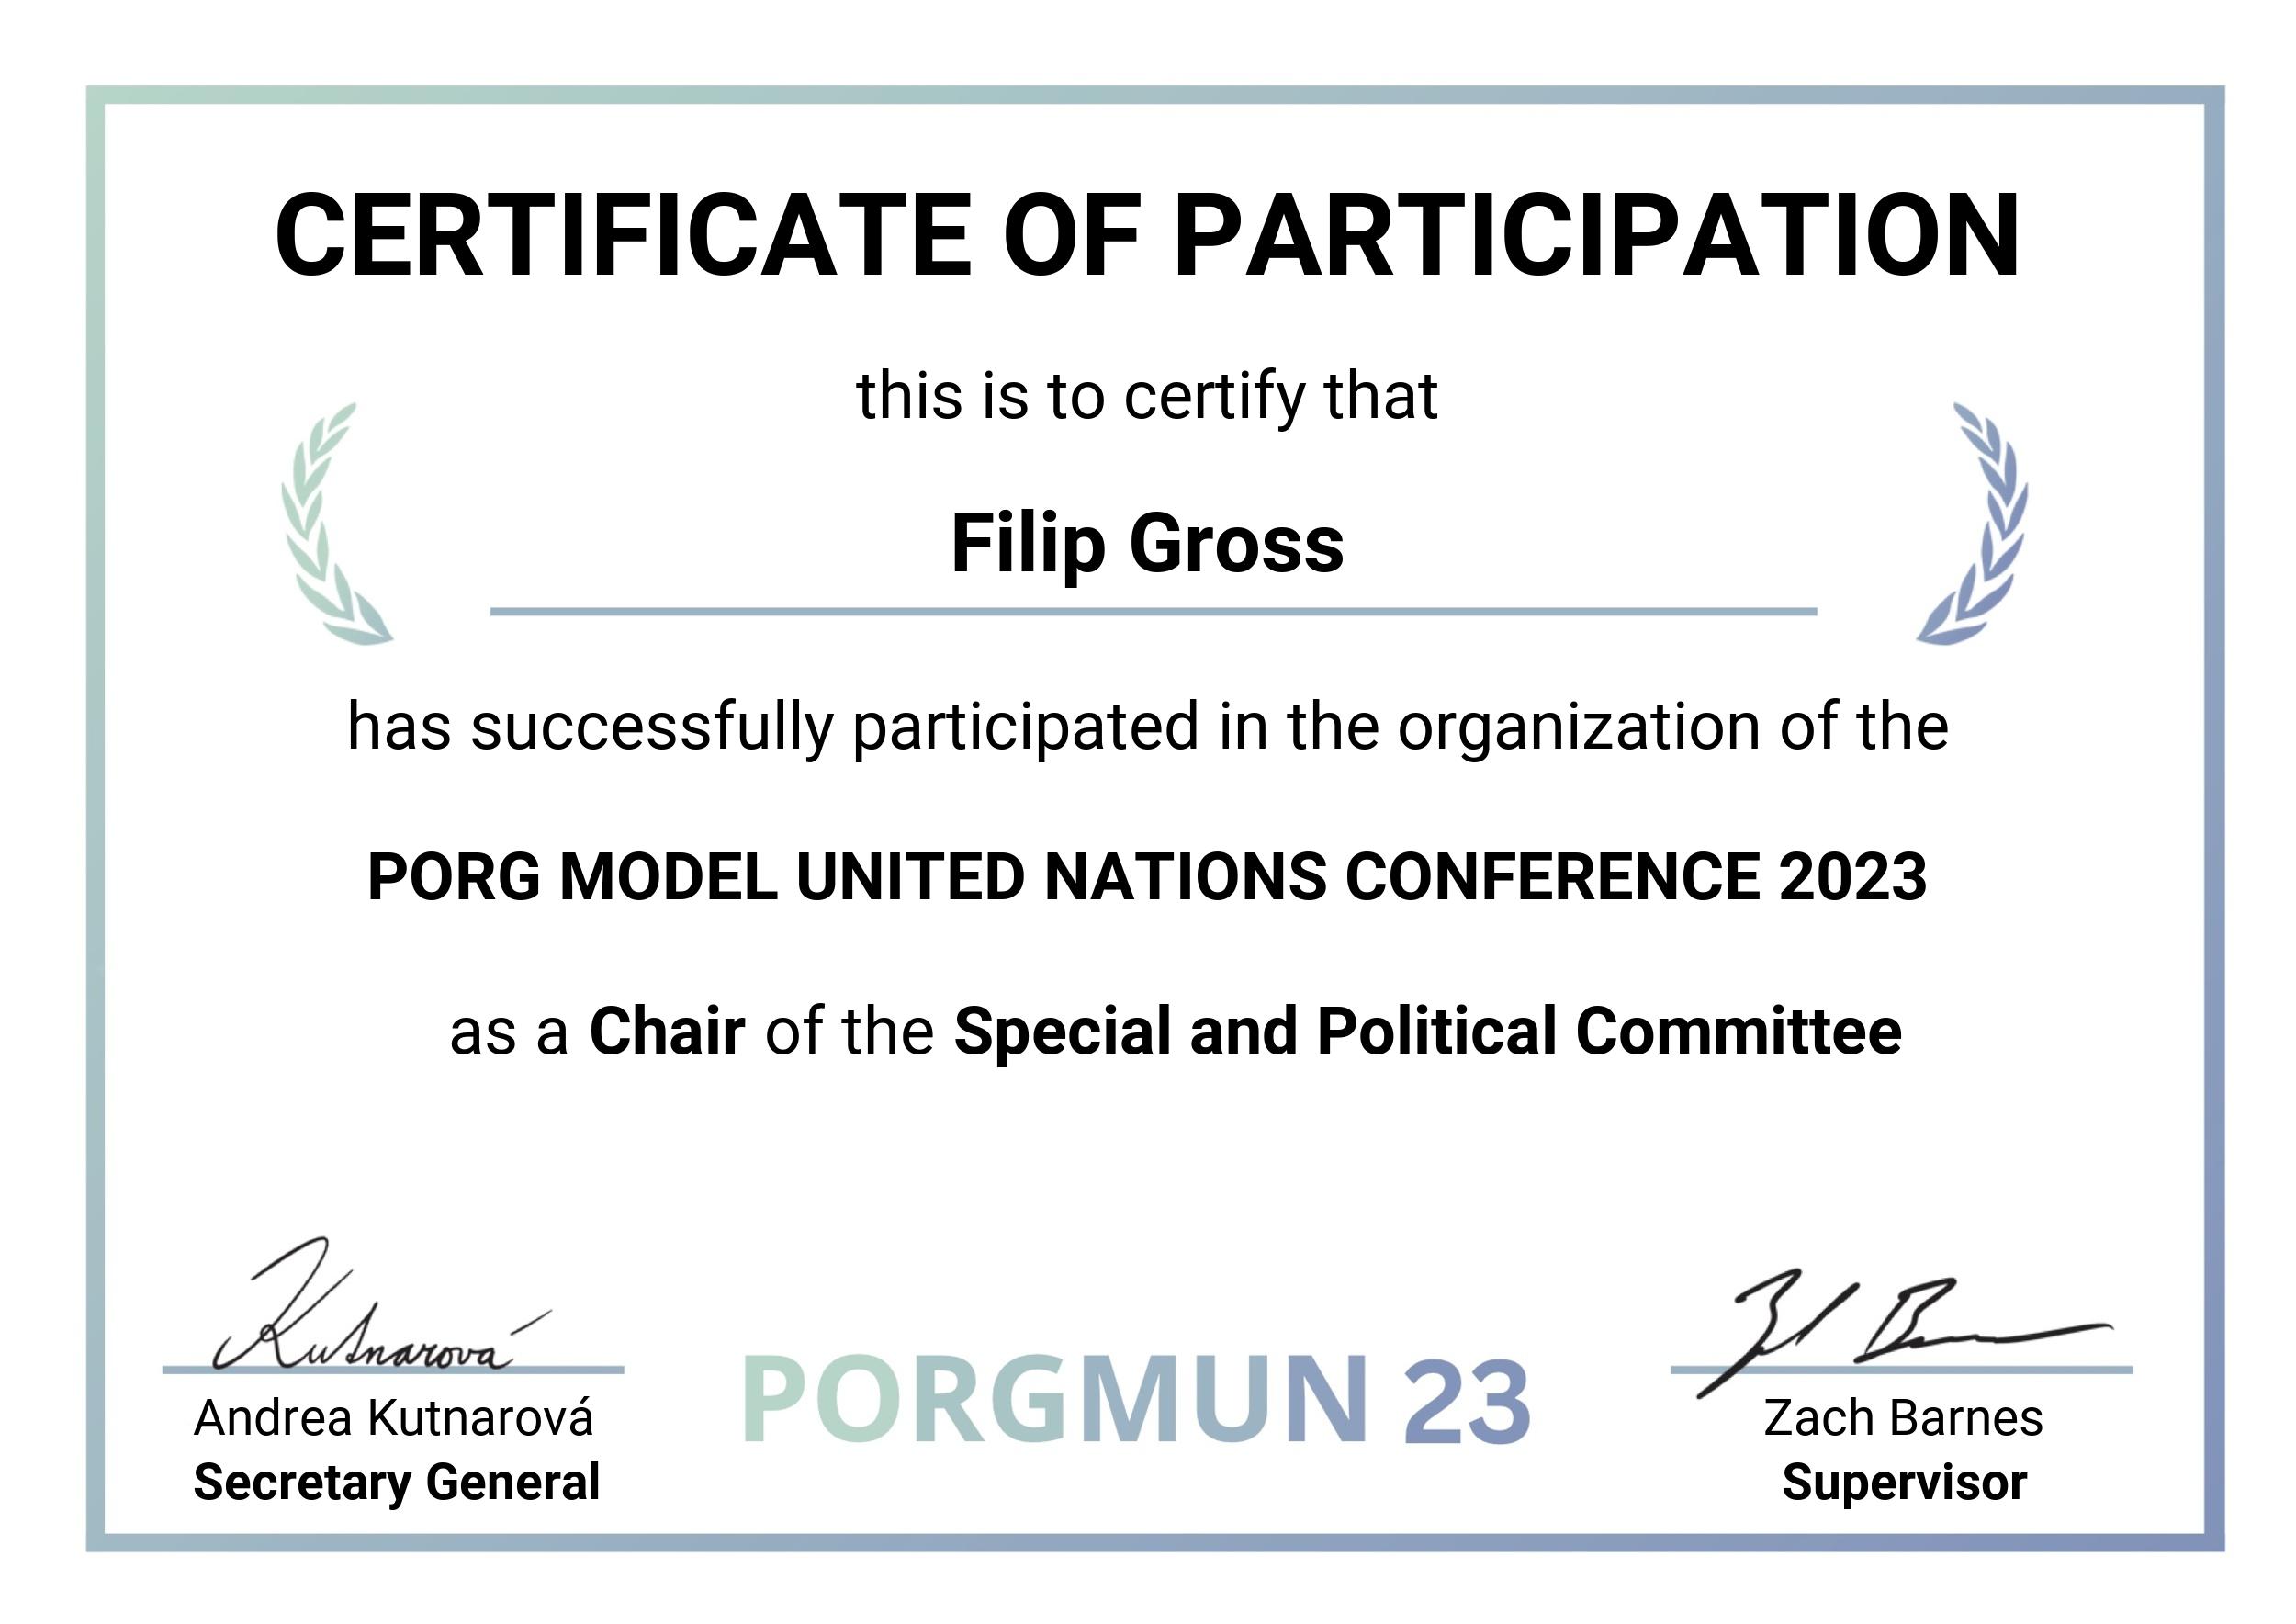 CERTIFICATE OF PARTICIPATION
this is to certify that
Filip Gross
has successfully participated in the organization of the
PORG MODEL UNITED NATIONS CONFERENCE 2023
as a Chair of the Special and Political Committee
Kutnarová
Andrea Kutnarová
Secretary General
PORGMUN 23
Zach Barnes
Supervisor